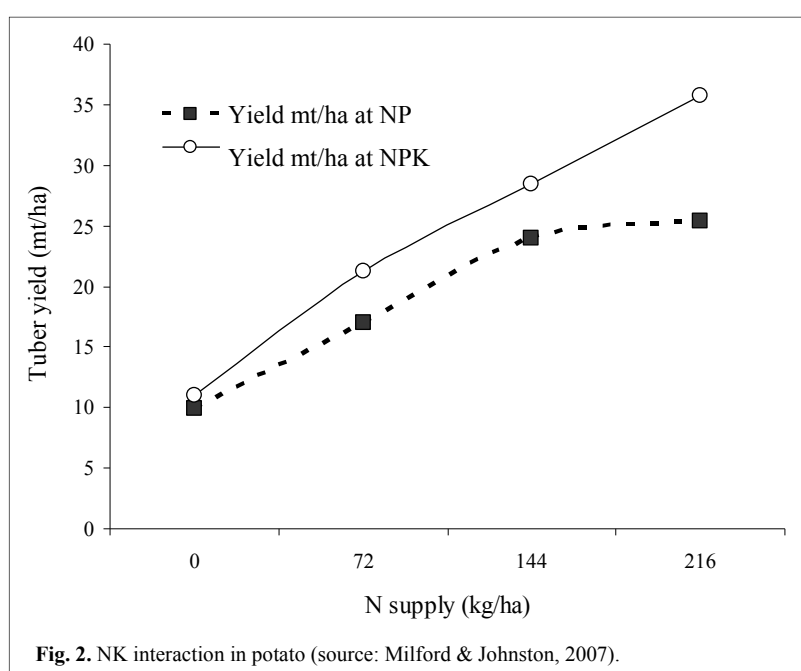 40
35
30
25
20
15
10
5
0
Tuber yield (mt/ha)
Yield mt/ha at NP
Yield mt/ha at NPK
0 72 144 216
N supply (kg/ha)
Fig. 2. NK interaction in potato (source: Milford & Johnston, 2007).